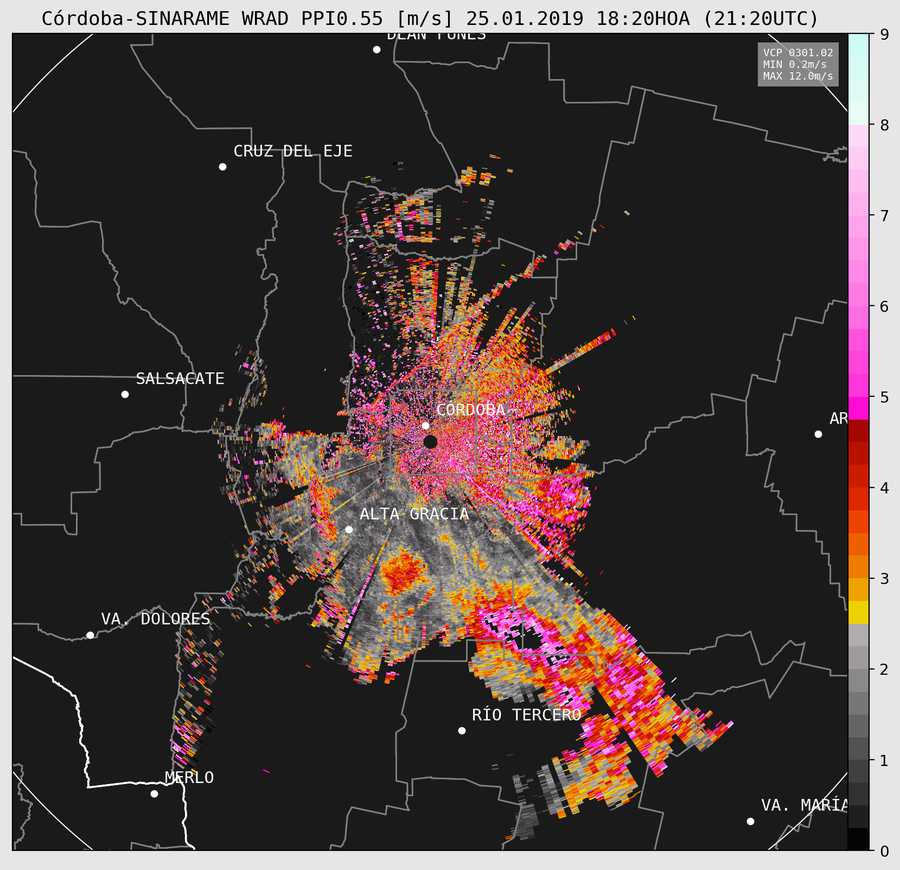 Córdoba-SINARAME WRAD PPI0.55 [m/s] 25.01.2019 18:20HOA (21:20UTC)
DEAN FUNES
VCP 0301.02
MIN 0.2m/s
MAX 12.0m/s
9
8
CRUZ DEL EJE
7
6
SALSACATE
5
CÓRDOBA
AR
4
ALTA GRACIA
3
VA. DOLORES
2
RÍO TERCERO
1
MERLO
VA. MARÍA
0